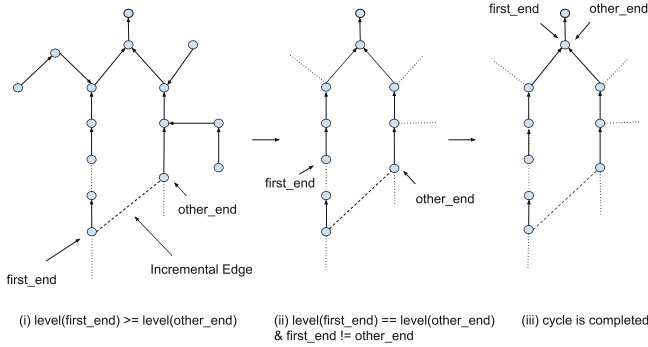 first_end
other_end
first_end
other_end
other_end
Incremental Edge
first_end
(i) level(first_end) >= level(other_end)
(ii) level(first_end) == level(other_end)
& first_end != other_end
(iii) cycle is completed